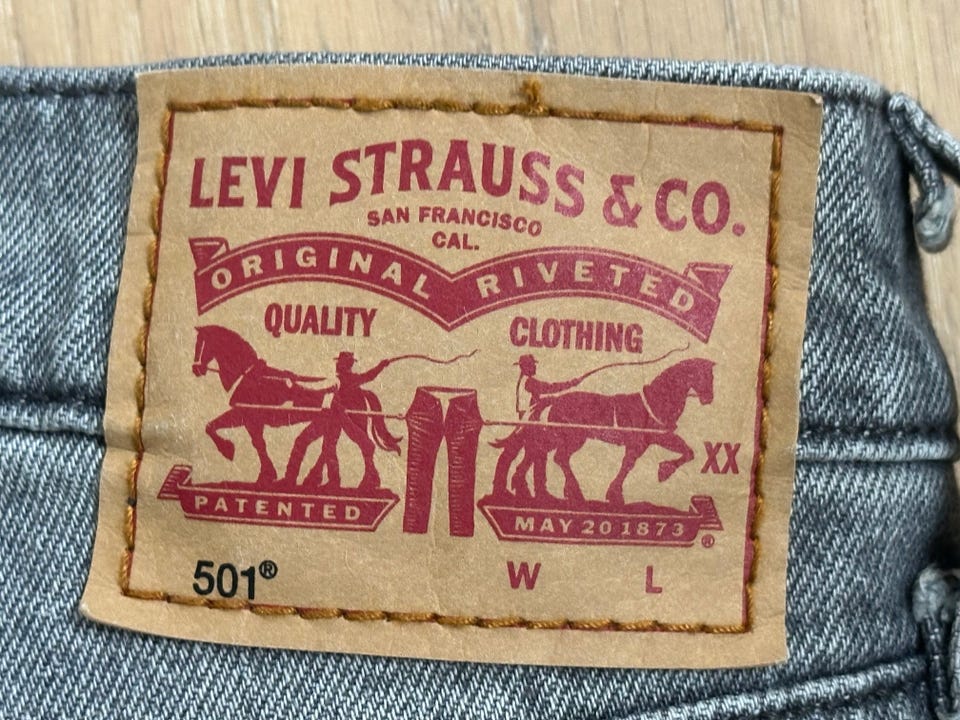 LEVI STRAUSS & CO.
SAN FRANCISCO
CAL.
ORIGINAL RIVETED
QUALITY CLOTHING
XX
PATENTED MAY 20 1873 ®
501® W L